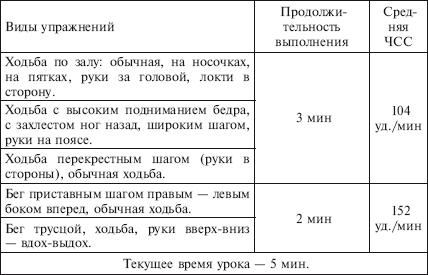 Виды упражнений
Продолжи-
тельность
выполнения
Сред-
няя
ЧСС
Ходьба по залу: обычная, на носочках,
на пятках, руки за головой, локти в
сторону.
Ходьба с высоким подниманием бедра,
с захлестом ног назад, широким шагом,
руки на поясе.
Ходьба перекрестным шагом (руки в
стороны), обычная ходьба.
3 мин
104
уд./мин
Бег приставным шагом правым — левым
боком вперед, обычная ходьба.
Бег трусцой, ходьба, руки вверх-вниз
— вдох-выдох.
2 мин
152
уд./мин
Текущее время урока — 5 мин.